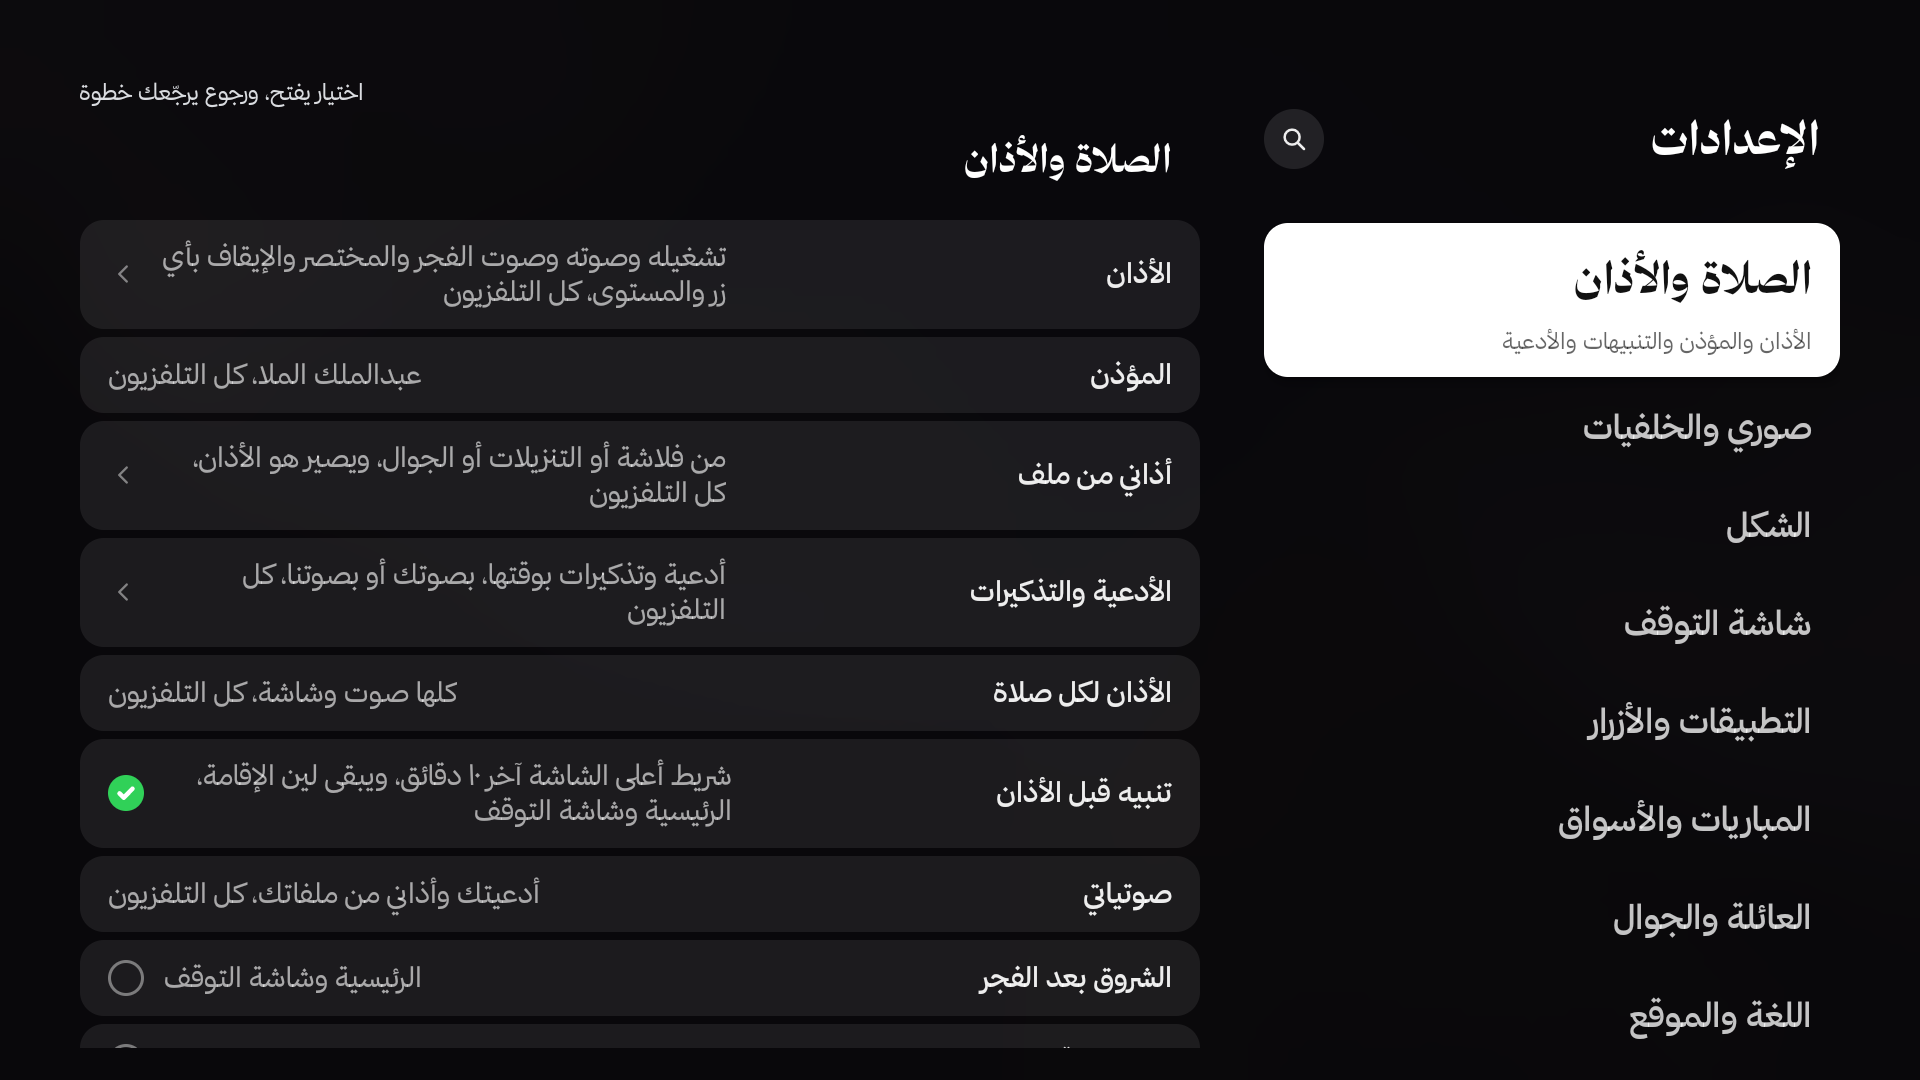 الإعدادات
الصلاة والأذان
الأذان والمؤذن والتنبيهات والأدعية
صوري والخلفيات
الشكل
شاشة التوقف
التطبيقات والأزرار
المباريات والأسواق
العائلة والجوال
اللغة والموقع
اختيار يفتح، ورجوع يرجّعك خطوة
الصلاة والأذان
الأذان
تشغيله وصوته وصوت الفجر والمختصر والإيقاف بأي
زر والمستوى، كل التلفزيون
المؤذن
عبدالملك الملا، كل التلفزيون
أذاني من ملف
من فلاشة أو التنزيلات أو الجوال، ويصير هو الأذان،
كل التلفزيون
الأدعية والتذكيرات
أدعية وتذكيرات بوقتها، بصوتك أو بصوتنا، كل
التلفزيون
الأذان لكل صلاة
كلها صوت وشاشة، كل التلفزيون
تنبيه قبل الأذان
شريط أعلى الشاشة آخر ١٠ دقائق، ويبقى لين الإقامة،
الرئيسية وشاشة التوقف
صوتياتي
أدعيتك وأذاني من ملفاتك، كل التلفزيون
الشروق بعد الفجر
الرئيسية وشاشة التوقف